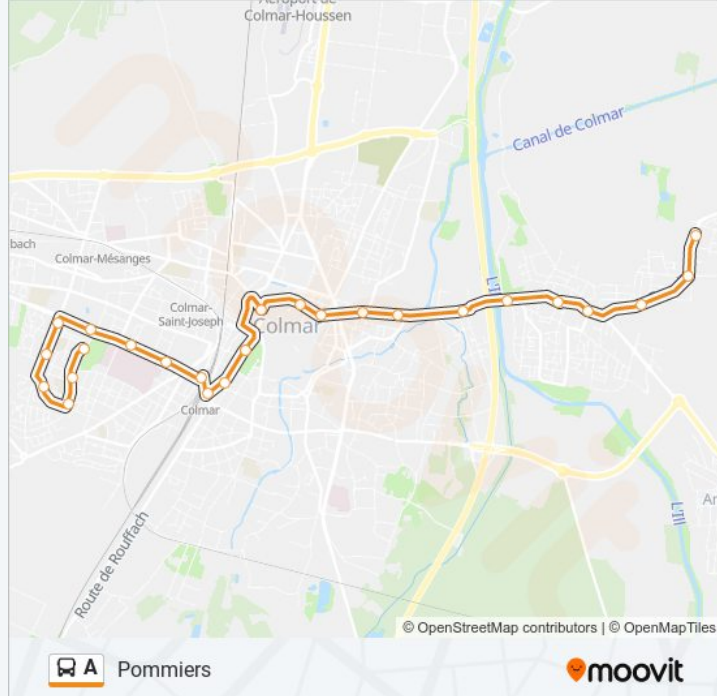 Aéroport de
Colmar-Houssen
Canal de Colmar
bach
Colmar-Mésanges
L'Ill
Colmar-
Saint-Joseph
Colmar
Colmar
Route de Rouffach
Ar
L'Ill
© OpenStreetMap contributors | © OpenMapTiles
A Pommiers
moovit